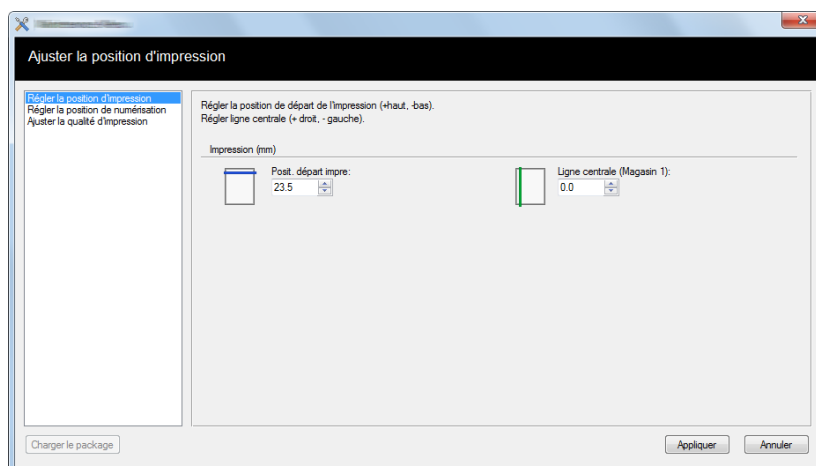 Ajuster la position d'impression
Régler la position d'impression
Régler la position de numérisation
Ajuster la qualité d'impression
Régler la position de départ de l'impression (+haut, -bas).
Régler ligne centrale (+ droit, - gauche).
Impression (mm)
Posit. départ impre:
23.5
Ligne centrale (Magasin 1):
0.0
Charger le package
Appliquer
Annuler